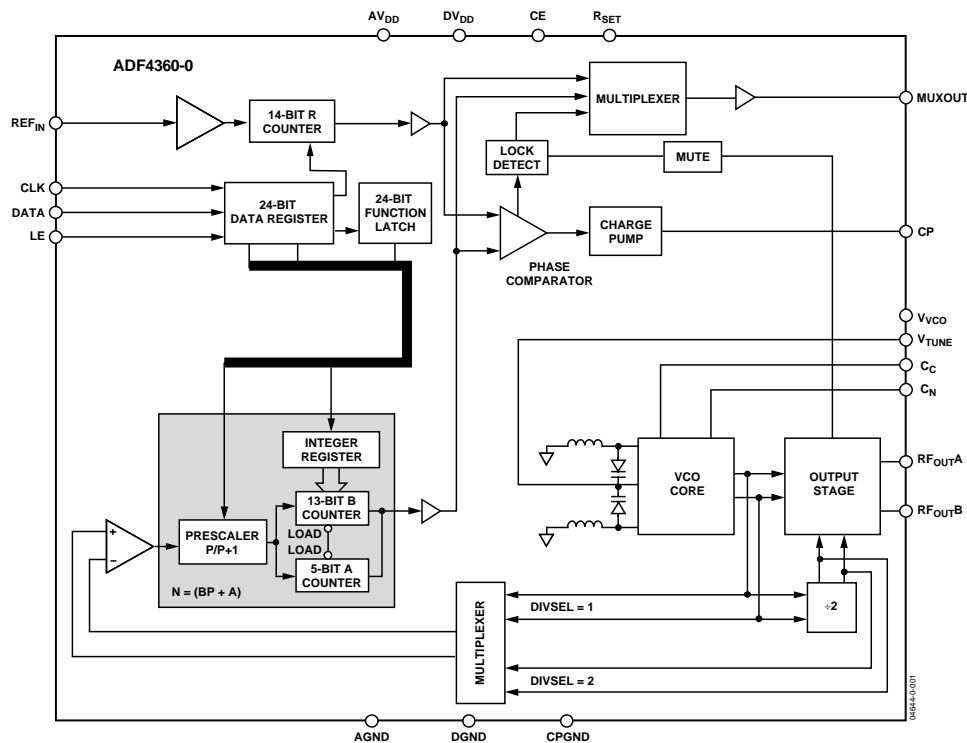 AVDD
DVDD
CE
RSET
ADF4360-0
MULTIPLEXER
MUXOUT
REFIN
14-BIT R
COUNTER
LOCK
DETECT
MUTE
CLK
DATA
LE
24-BIT
DATA REGISTER
24-BIT
FUNCTION
LATCH
CHARGE
PUMP
CP
PHASE
COMPARATOR
VVCO
VTUNE
CC
CN
INTEGER
REGISTER
13-BIT B
COUNTER
LOAD
LOAD
5-BIT A
COUNTER
PRESCALER
P/P+1
+
–
N = (BP + A)
VCO
CORE
OUTPUT
STAGE
RFOUTA
RFOUTB
MULTIPLEXER
DIVSEL = 1
DIVSEL = 2
÷2
AGND
DGND
CPGND
04644-0-001